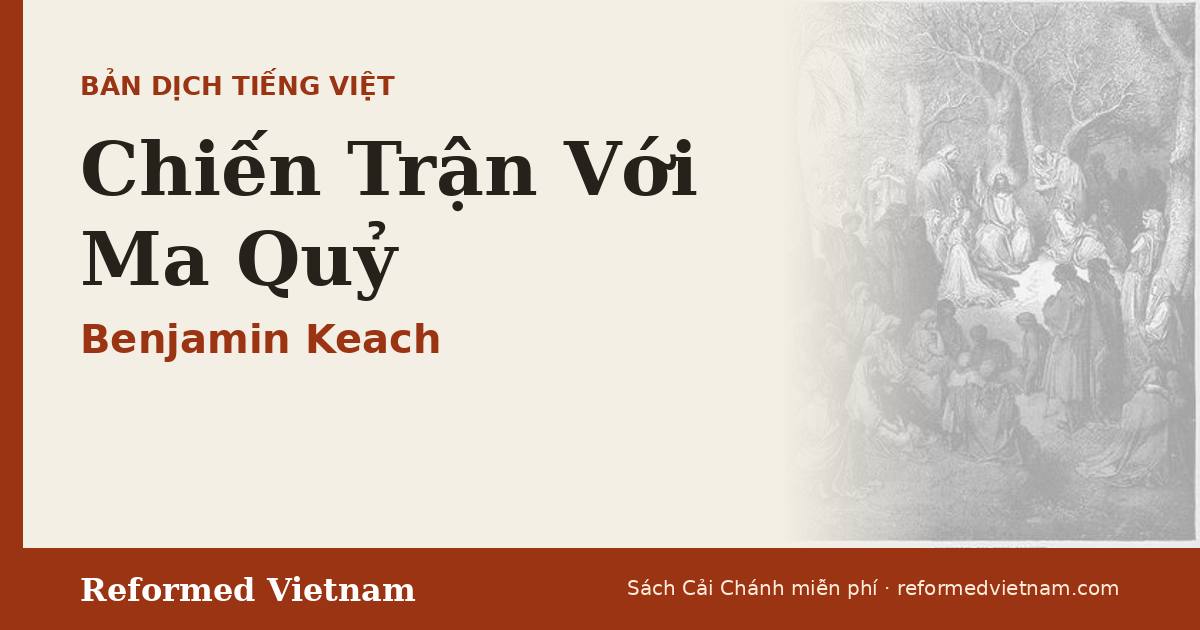 BẢN DỊCH TIẾNG VIỆT
Chiến Trận Với
Ma Quỷ
Benjamin Keach
Reformed Vietnam
Sách Cải Chánh miễn phí · reformedvietnam.com